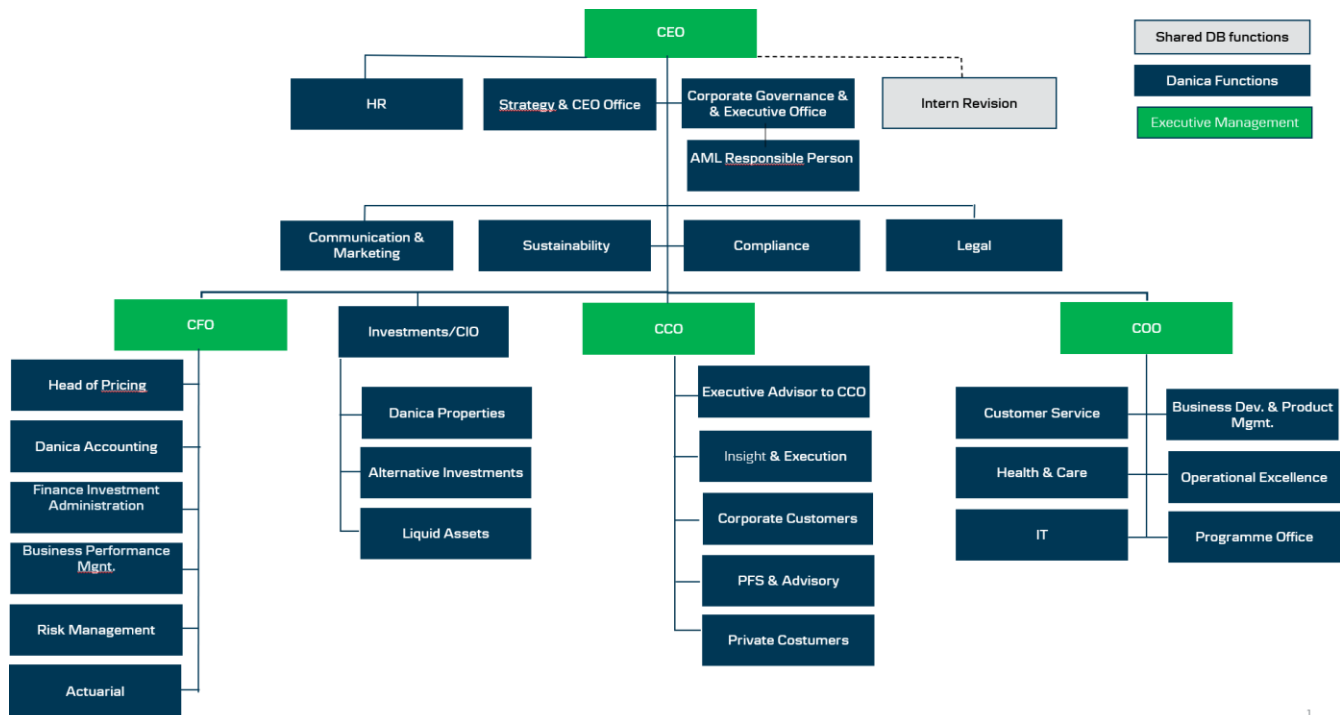 CEO
Shared DB functions
Danica Functions
Executive Management
HR
Strategy & CEO Office
Corporate Governance &
& Executive Office
Intern Revision
AML Responsible Person
Communication &
Marketing
Sustainability
Compliance
Legal
CFO
Investments/CIO
CCO
COO
Head of Pricing
Danica Accounting
Finance Investment
Administration
Business Performance
Mgnt.
Risk Management
Actuarial
Danica Properties
Alternative Investments
Liquid Assets
Executive Advisor to CCO
Insight & Execution
Corporate Customers
PFS & Advisory
Private Costumers
Customer Service
Business Dev. & Product
Mgmt.
Health & Care
Operational Excellence
IT
Programme Office
1